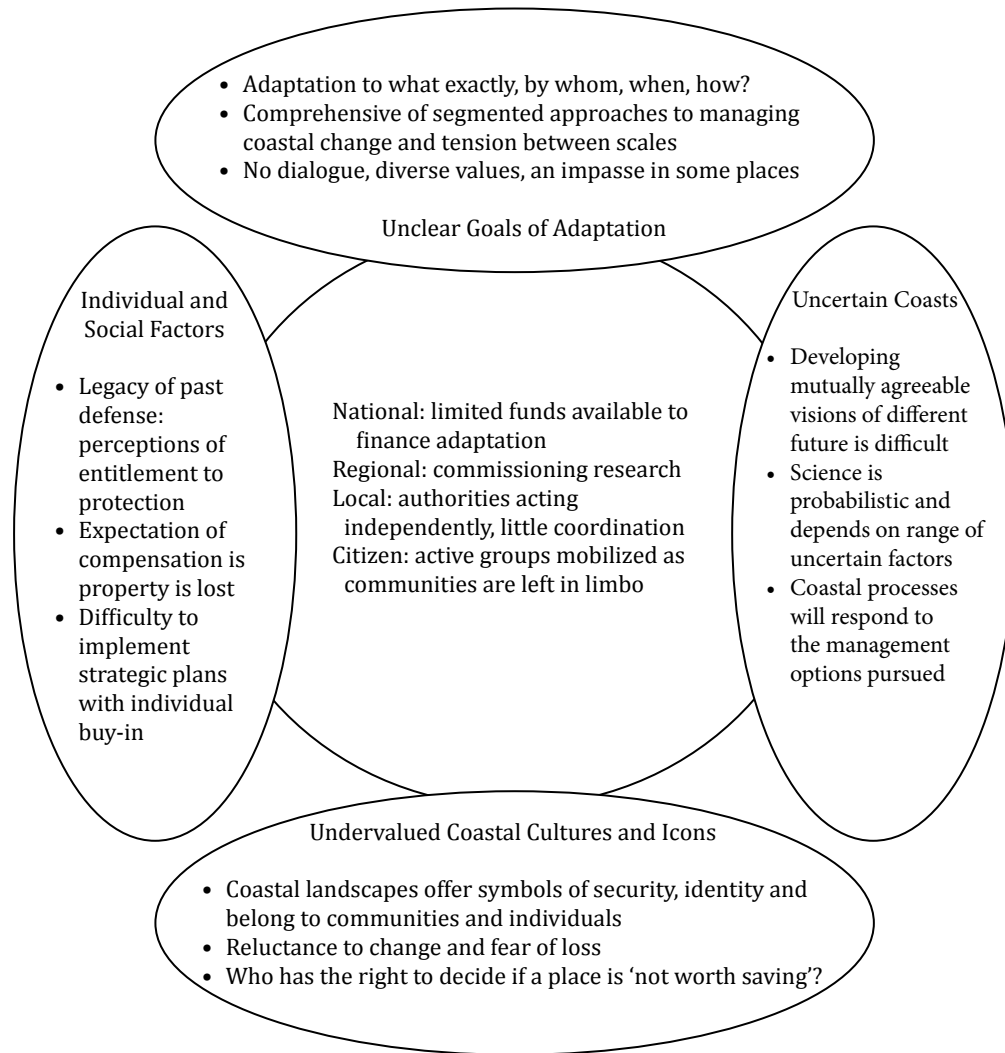 • Adaptation to what exactly, by whom, when, how?
• Comprehensive of segmented approaches to managing
coastal change and tension between scales
• No dialogue, diverse values, an impasse in some places
Unclear Goals of Adaptation
Individual and
Social Factors
• Legacy of past
defense:
perceptions of
entitlement to
protection
• Expectation of
compensation is
property is lost
• Difficulty to
implement
strategic plans
with individual
buy-in
National: limited funds available to
finance adaptation
Regional: commissioning research
Local: authorities acting
independently, little coordination
Citizen: active groups mobilized as
communities are left in limbo
Uncertain Coasts
• Developing
mutually agreeable
visions of different
future is difficult
• Science is
probabilistic and
depends on range of
uncertain factors
• Coastal processes
will respond to
the management
options pursued
Undervalued Coastal Cultures and Icons
• Coastal landscapes offer symbols of security, identity and
belong to communities and individuals
• Reluctance to change and fear of loss
• Who has the right to decide if a place is ‘not worth saving’?